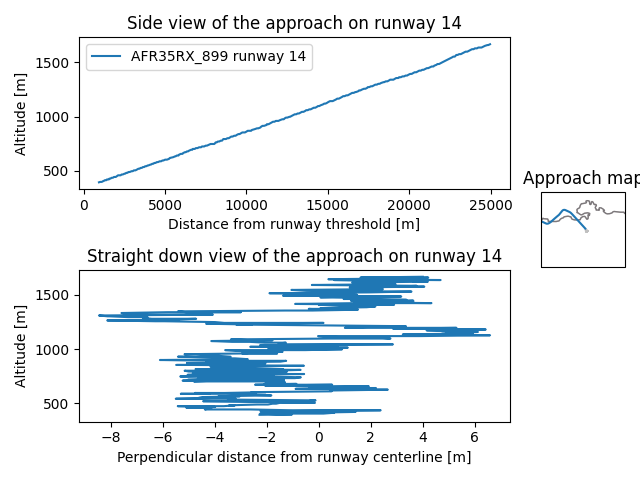 Side view of the approach on runway 14
1500
1000
500
Altitude [m]
AFR35RX_899 runway 14
0
5000
10000
15000
20000
25000
Distance from runway threshold [m]
Approach map
Straight down view of the approach on runway 14
1500
1000
500
Altitude [m]
−8
−6
−4
−2
0
2
4
6
Perpendicular distance from runway centerline [m]